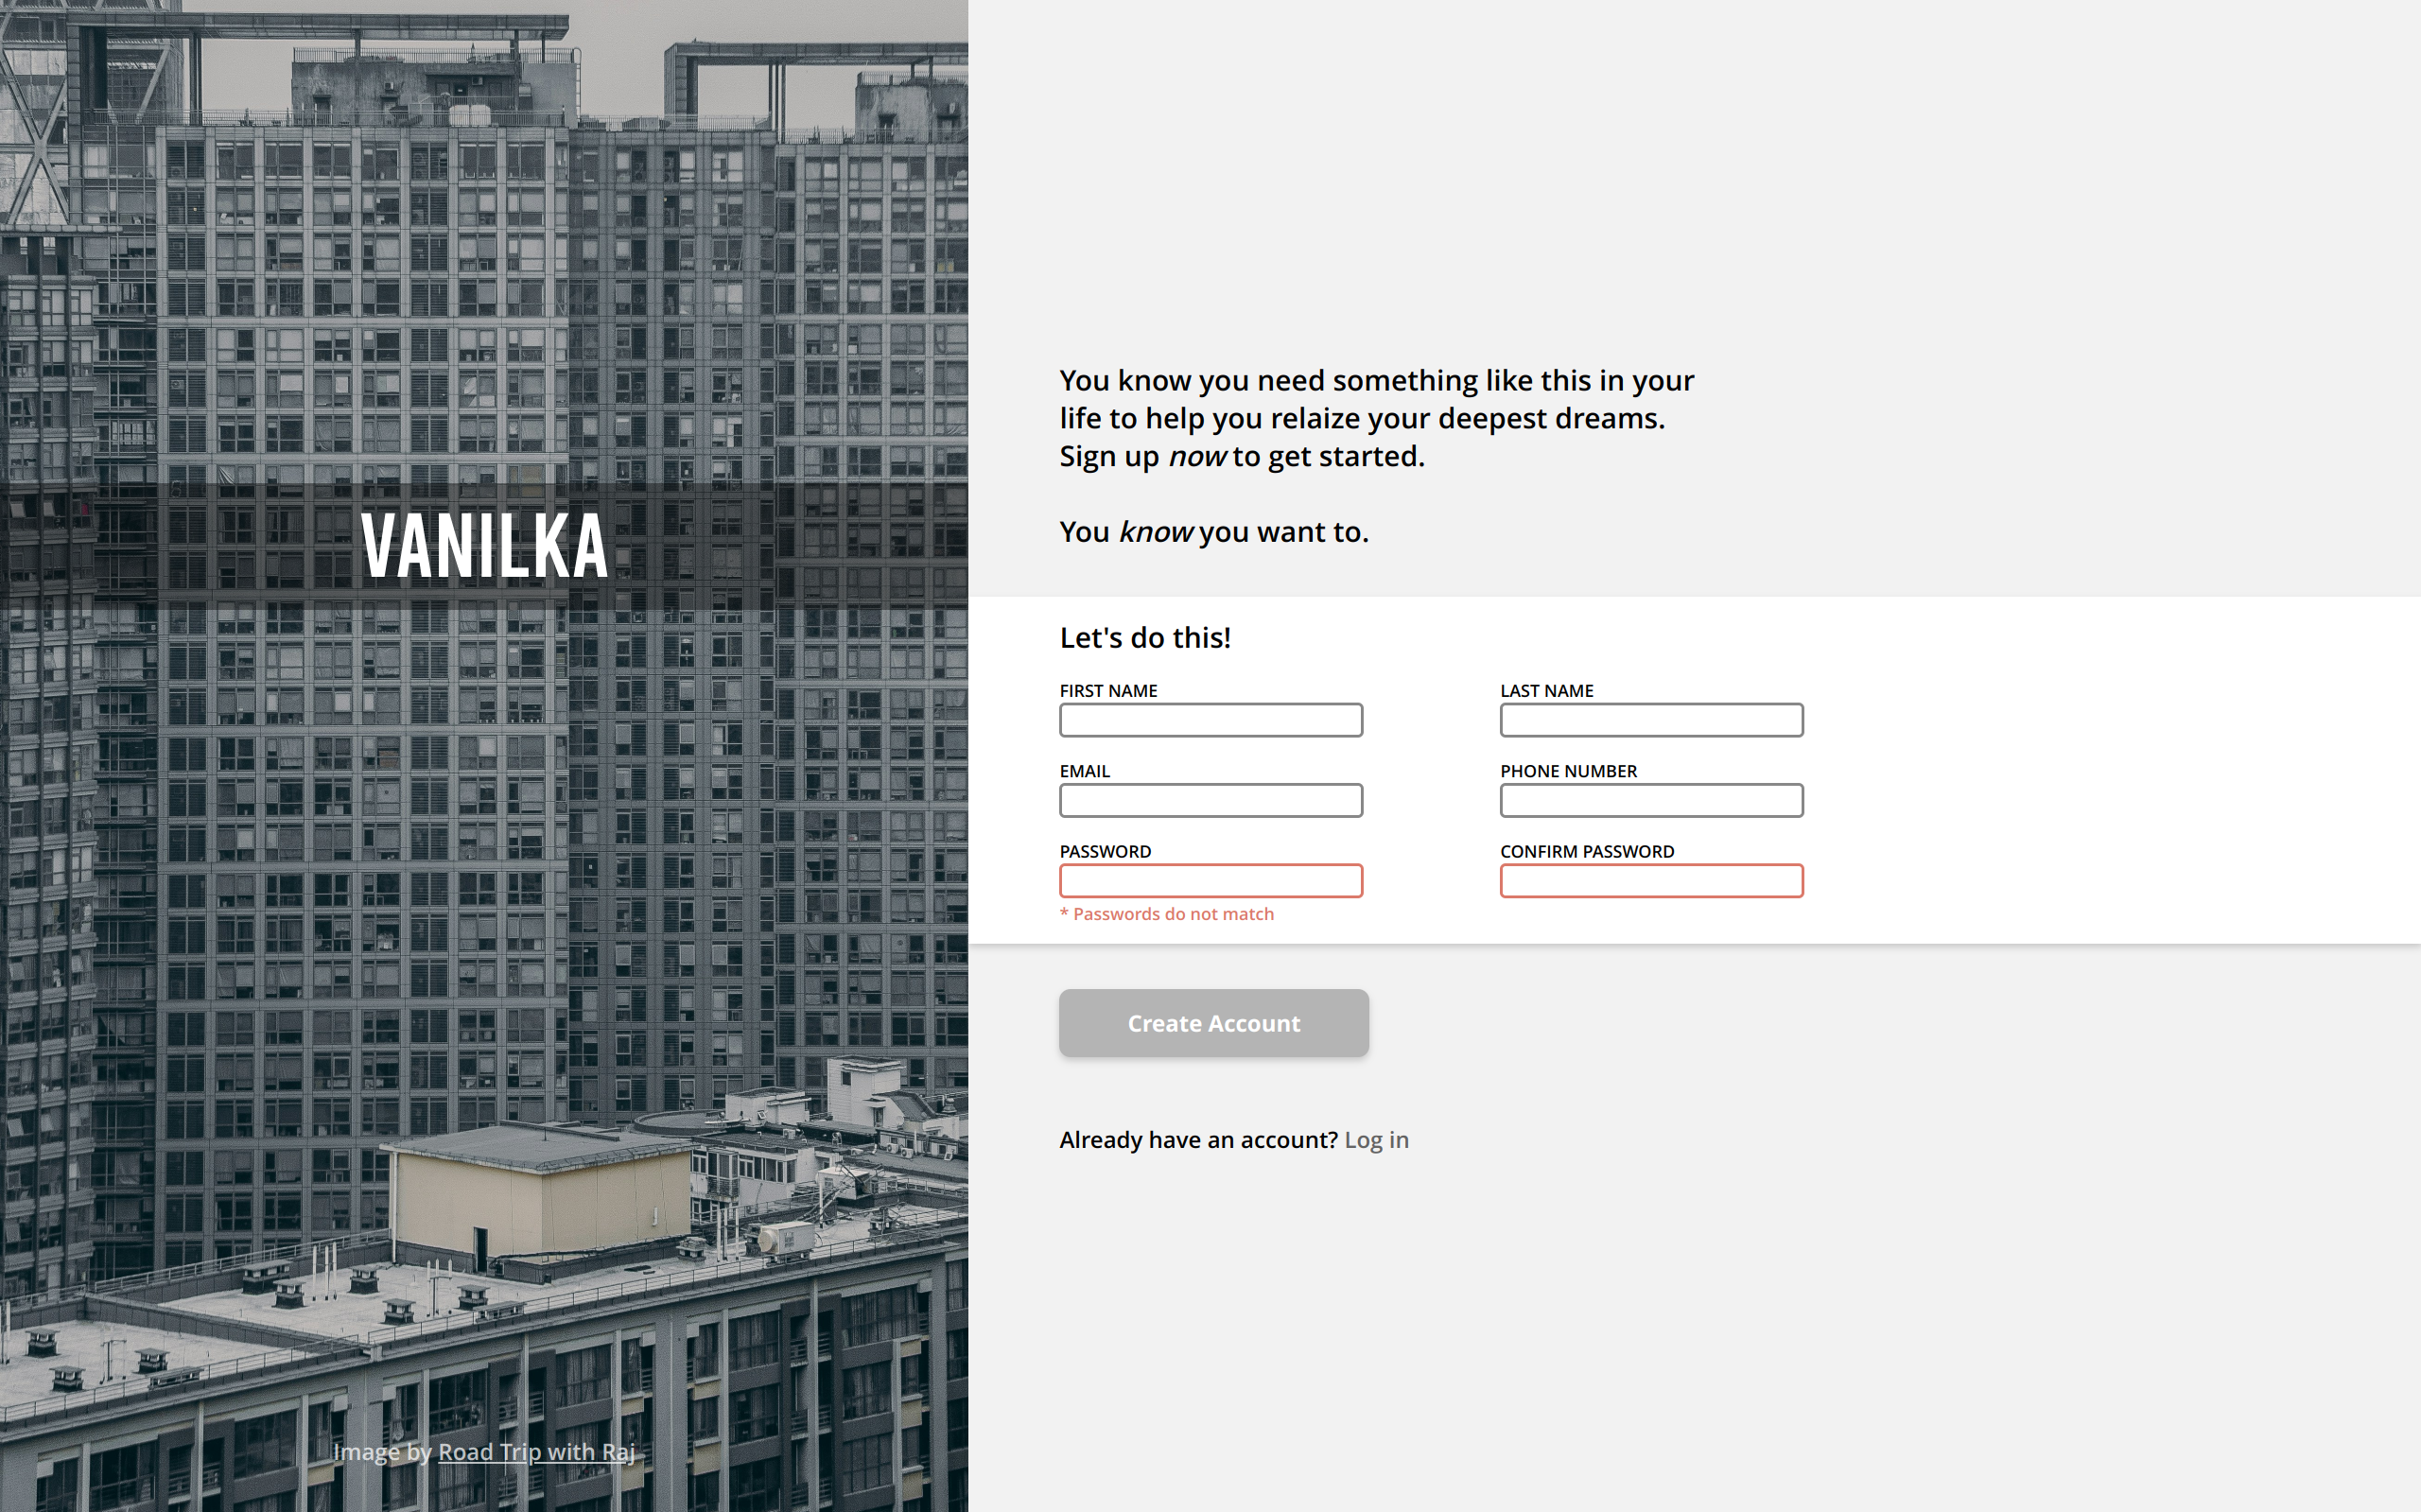 VANILKA
Image by Road Trip with Raj
You know you need something like this in your
life to help you relaize your deepest dreams.
Sign up now to get started.
You know you want to.
Let's do this!
FIRST NAME
LAST NAME
EMAIL
PHONE NUMBER
PASSWORD
CONFIRM PASSWORD
* Passwords do not match
Create Account
Already have an account? Log in